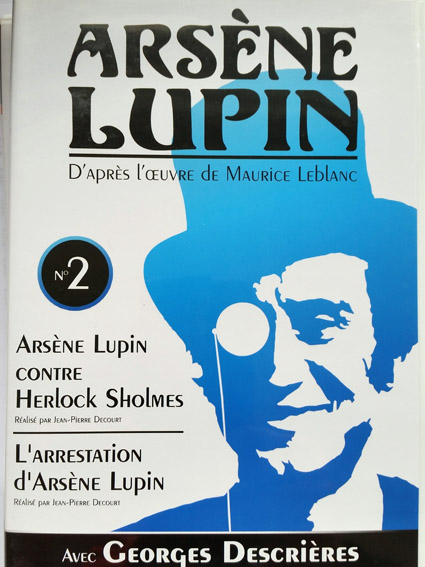 ARSÈNE
LUPIN
D'après l'œuvre de Maurice Leblanc
N° 2
Arsène Lupin
contre
Herlock Sholmes
Réalisé par Jean-Pierre Decourt
L'arrestation
d'Arsène Lupin
Réalisé par Jean-Pierre Decourt
Avec Georges Descrières